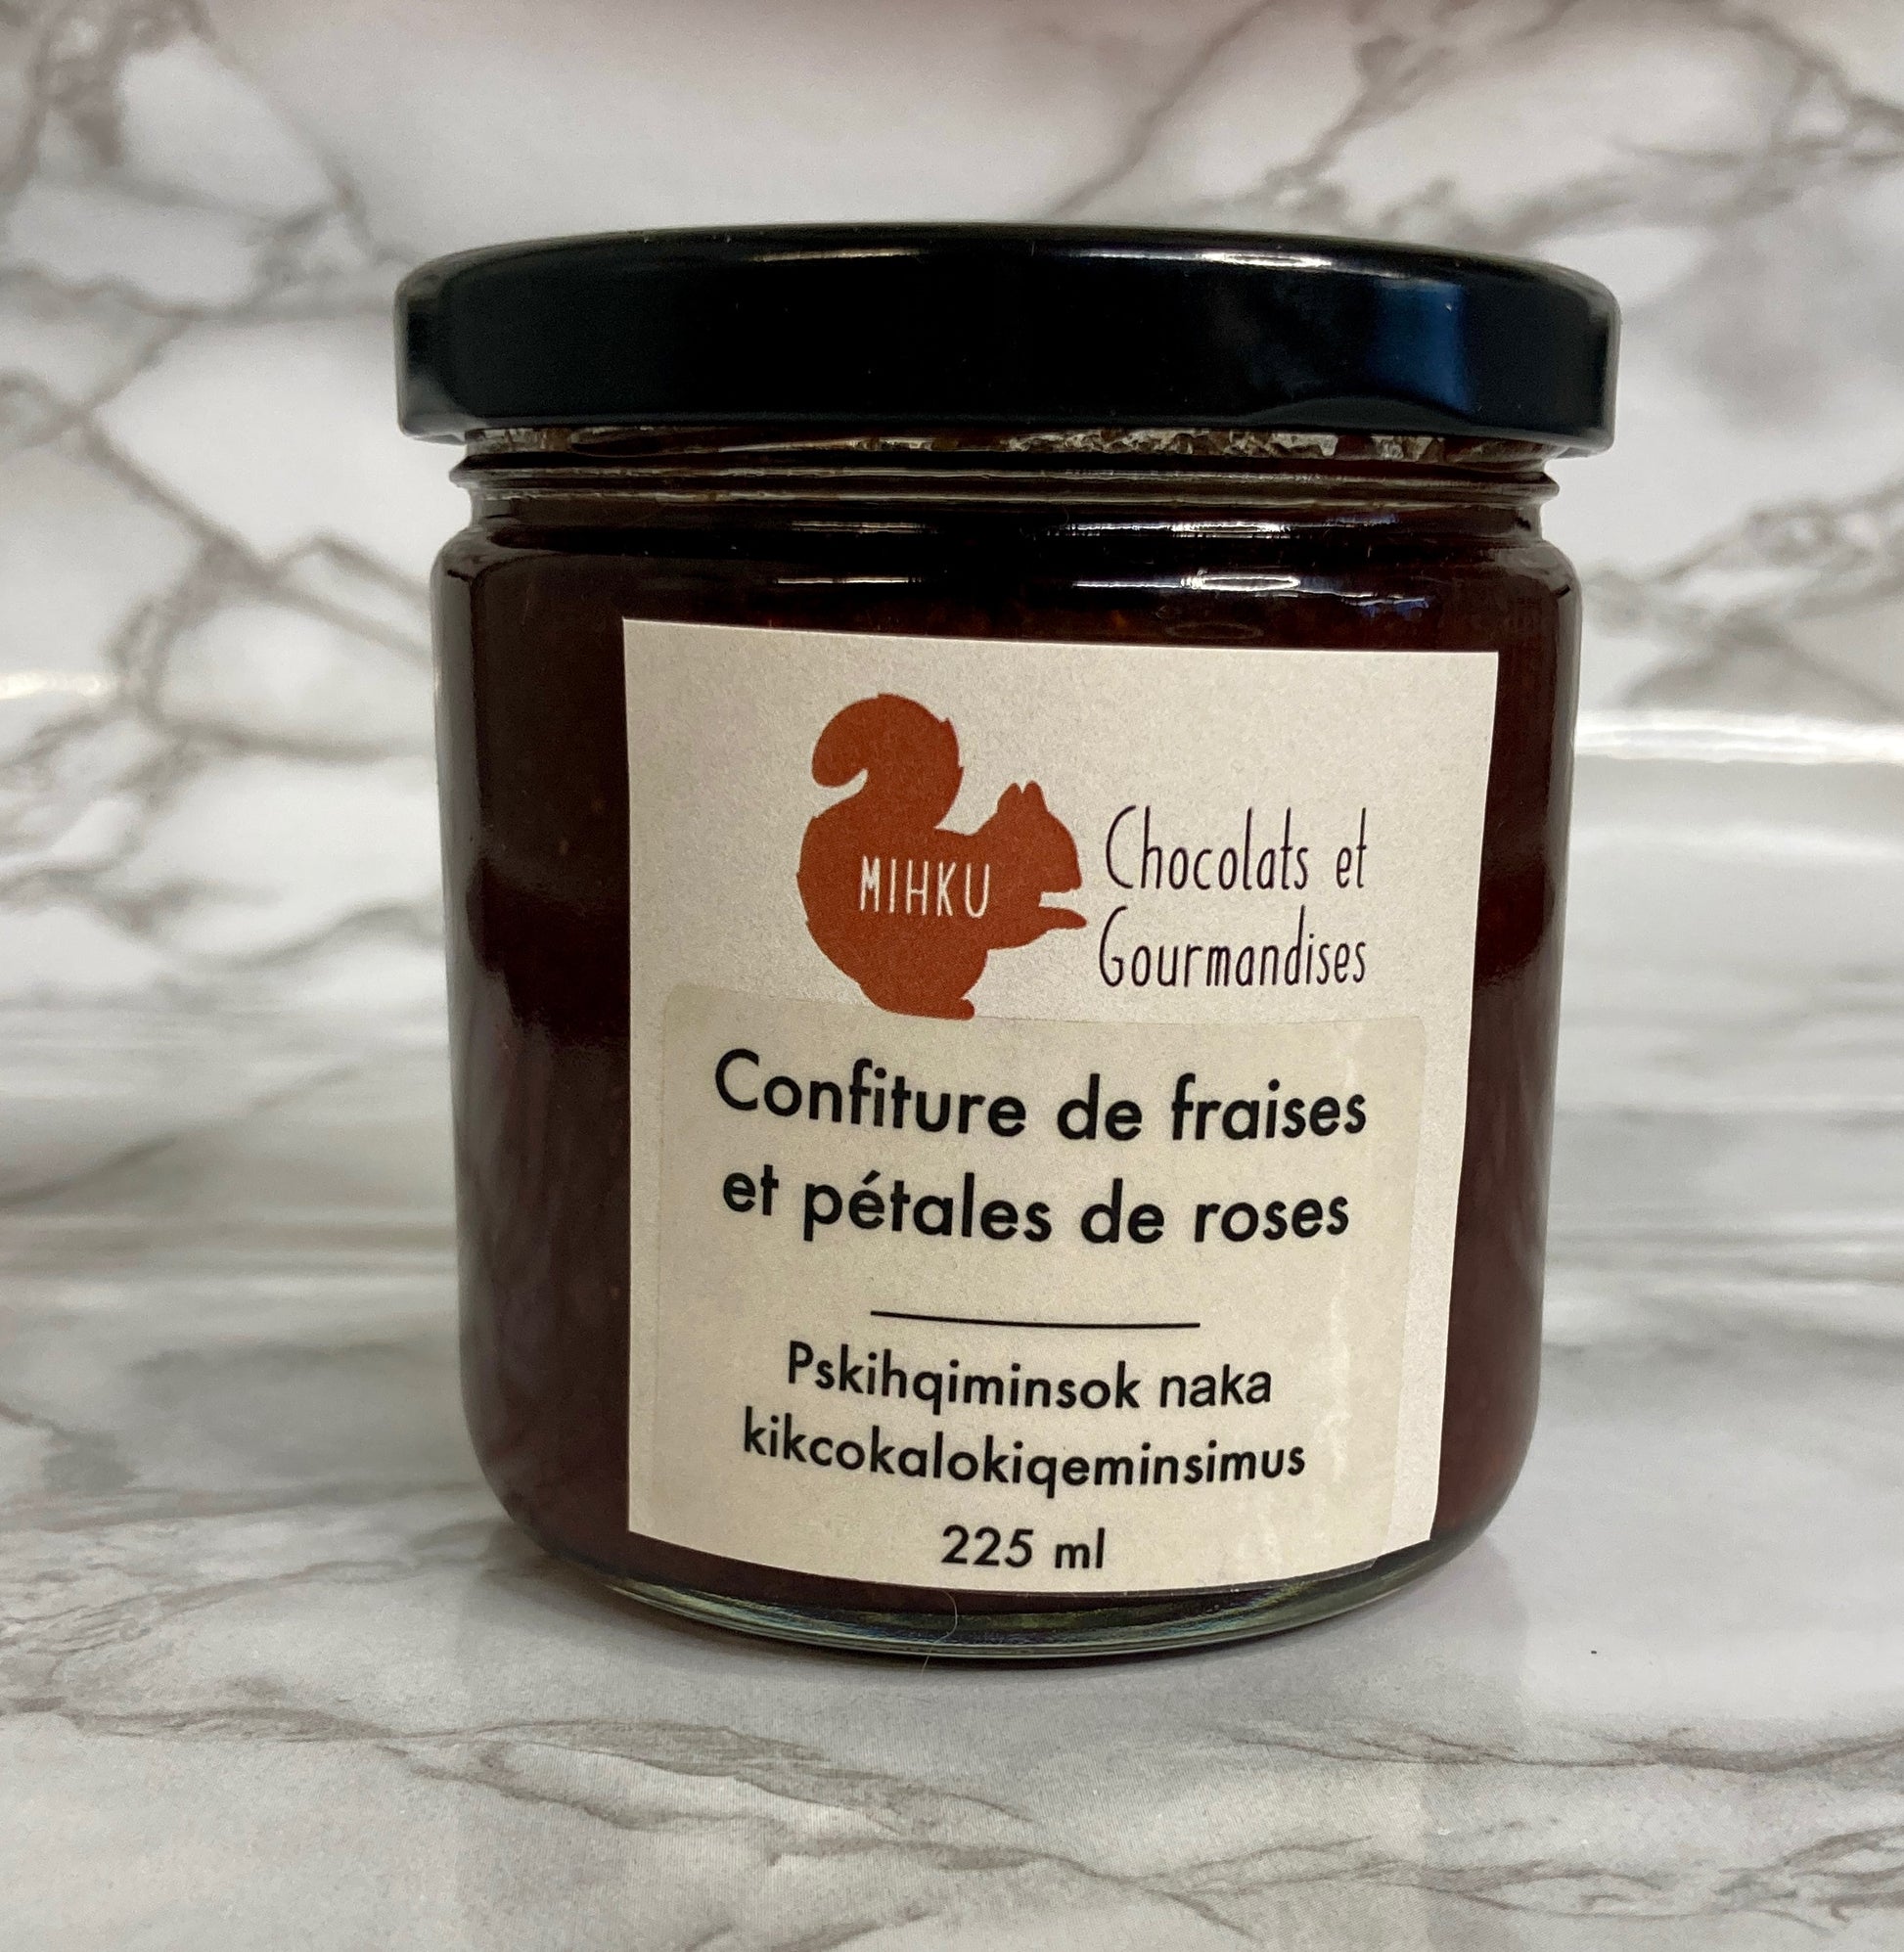 MIHKU
Chocolats et
Gourmandises
Confiture de fraises
et pétales de roses
Pskihqiminsok naka
kikcokalokiqeminsimus
225 ml